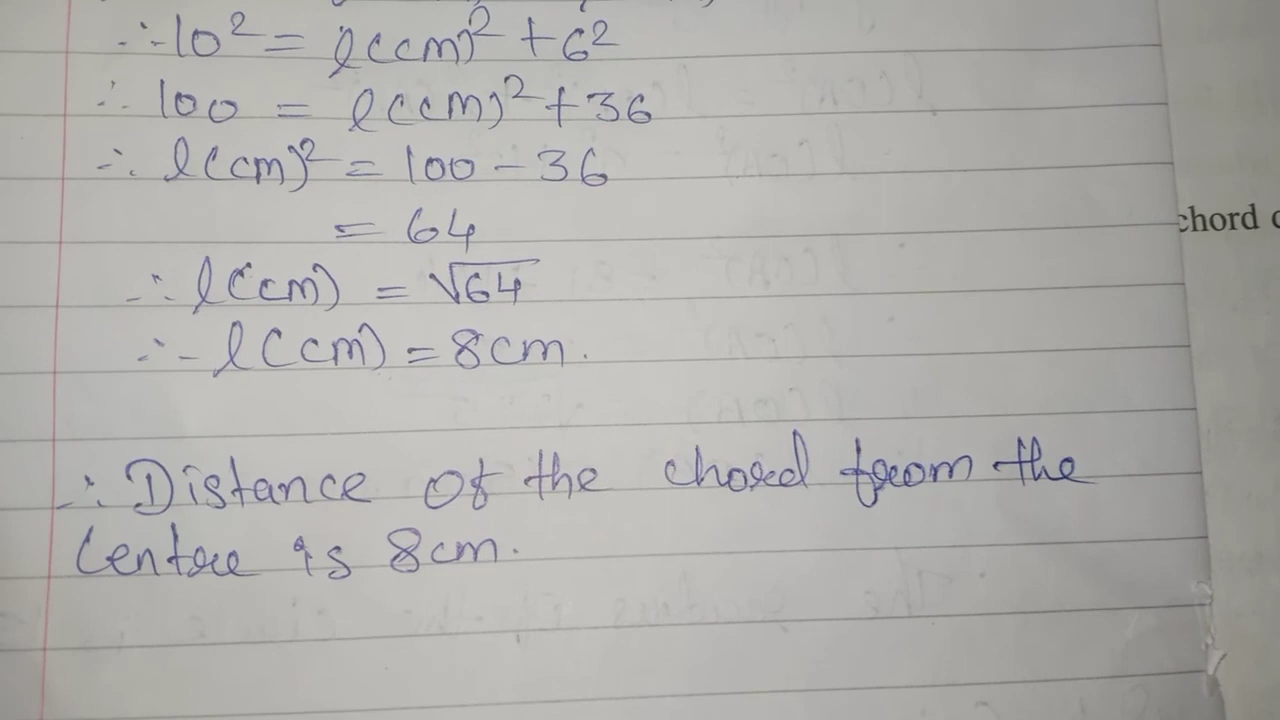 ∴ 10² = l(cm)² + 6²
∴ 100 = l(cm)² + 36
∴ l(cm)² = 100 - 36
= 64
∴ l(cm) = √64
∴ l(cm) = 8cm.
chord
∴ Distance of the chord from the
Centre is 8cm.